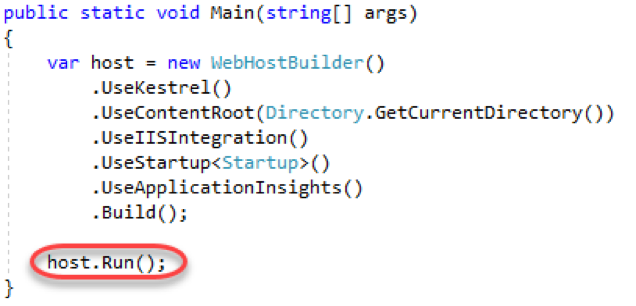 public static void Main(string[] args)
{
    var host = new WebHostBuilder()
        .UseKestrel()
        .UseContentRoot(Directory.GetCurrentDirectory())
        .UseIISIntegration()
        .UseStartup<Startup>()
        .UseApplicationInsights()
        .Build();

    host.Run();
}